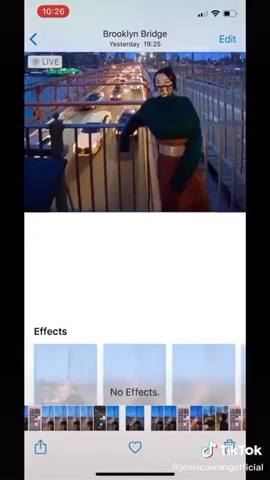 10:26
Brooklyn Bridge
Yesterday 19:25
Edit
LIVE
Effects
No Effects.
TikTok
@jessicawangofficial